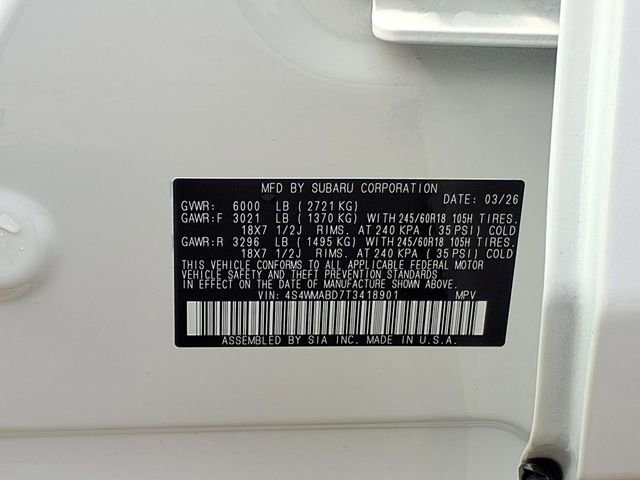 MFD BY SUBARU CORPORATION
DATE: 03/26
GVWR: 6000 LB ( 2721 KG)
GAWR:F 3021 LB ( 1370 KG) WITH 245/60R18 105H TIRES.
18X7 1/2J RIMS. AT 240 KPA ( 35 PSI) COLD
GAWR:R 3296 LB ( 1495 KG) WITH 245/60R18 105H TIRES.
18X7 1/2J RIMS. AT 240 KPA ( 35 PSI) COLD
THIS VEHICLE CONFORMS TO ALL APPLICABLE FEDERAL MOTOR
VEHICLE SAFETY AND THEFT PREVENTION STANDARDS
IN EFFECT ON THE DATE OF MANUFACTURE SHOWN ABOVE.
VIN: 4S4WMABD7T3418901 MPV
ASSEMBLED BY SIA INC. MADE IN U.S.A.